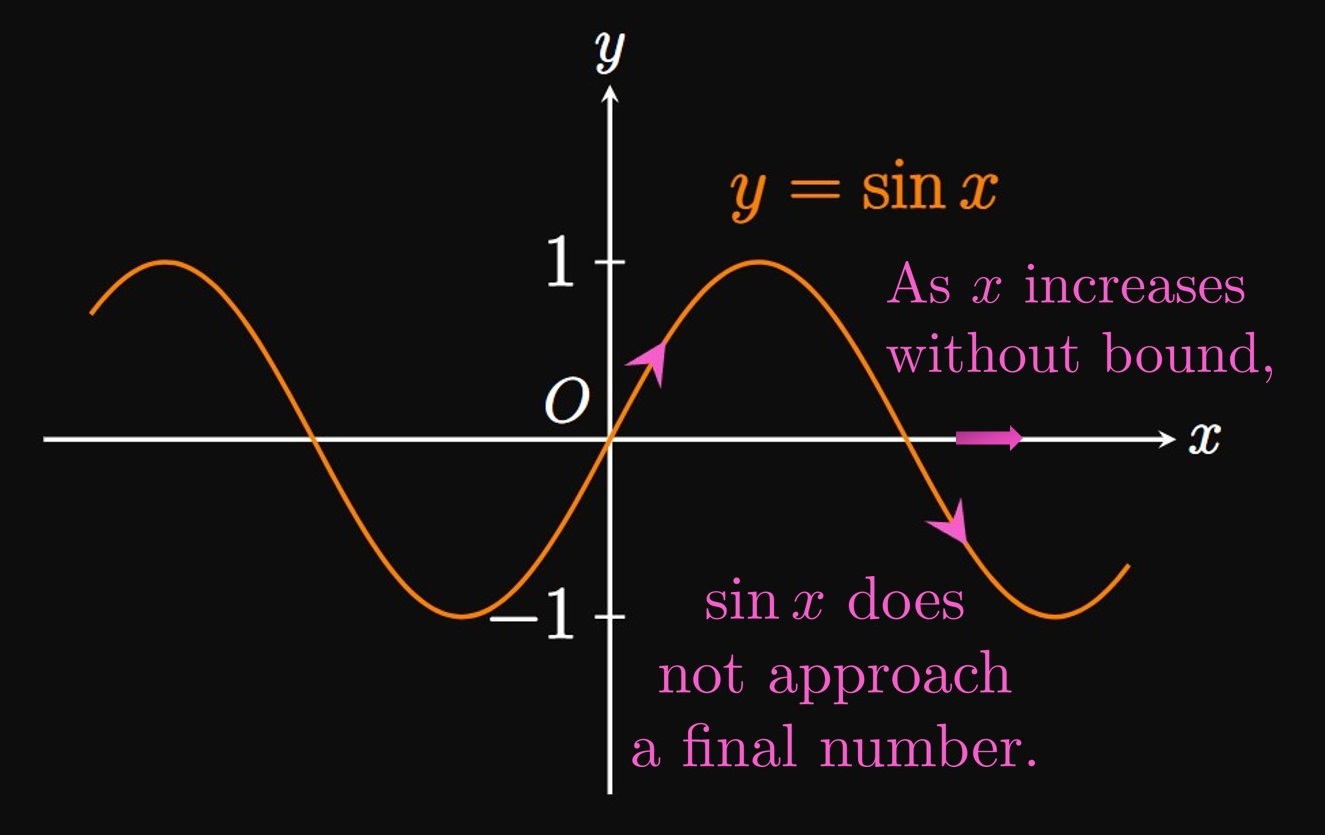 y
y = sin x
1
As x increases
without bound,
O
x
−1
sin x does
not approach
a final number.